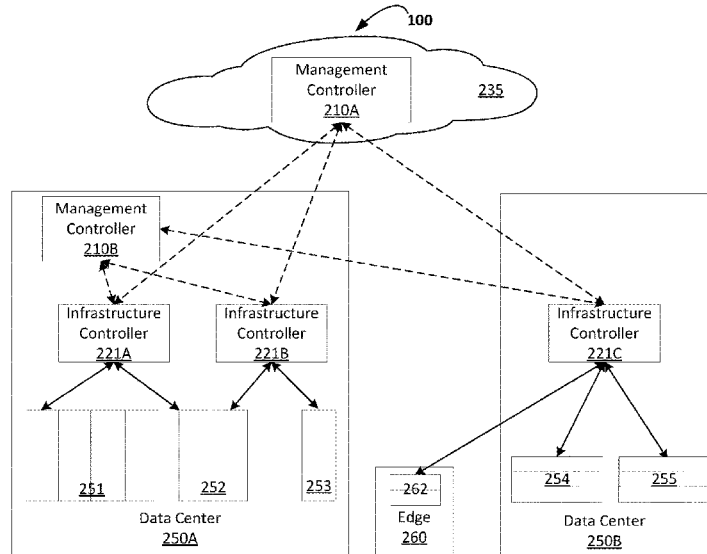 100
Management
Controller
210A
235
Management
Controller
210B
Infrastructure
Controller
221A
Infrastructure
Controller
221B
Infrastructure
Controller
221C
251
252
253
262
254
255
Data Center
250A
Edge
260
Data Center
250B